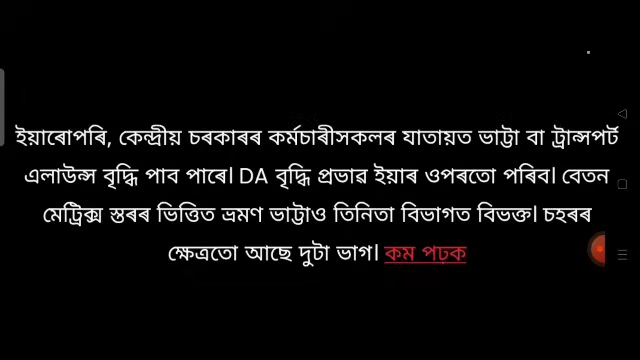 ইয়াৰোপৰি, কেন্দ্ৰীয় চৰকাৰৰ কৰ্মচাৰীসকলৰ যাতায়ত ভাট্টা বা ট্ৰান্সপৰ্ট
এলাউন্স বৃদ্ধি পাব পাৰে। DA বৃদ্ধি প্ৰভাৱ ইয়াৰ ওপৰতো পৰিব। বেতন
মেট্ৰিক্স স্তৰৰ ভিত্তিত ভ্ৰমণ ভাট্টাও তিনিতা বিভাগত বিভক্ত। চহৰৰ
ক্ষেত্ৰতো আছে দুটা ভাগ। কম পঢ়ক